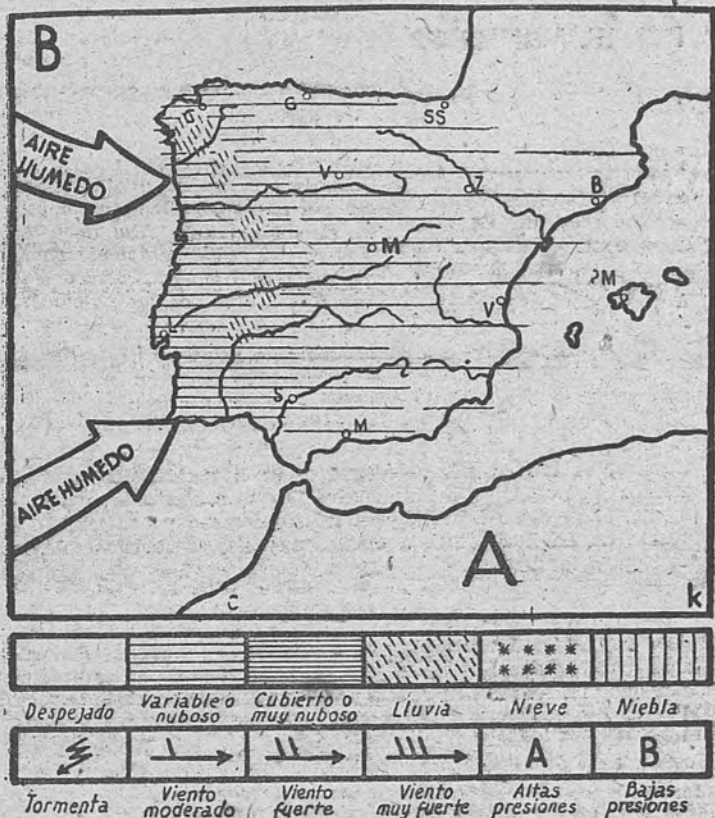 B
AIRE
HUMEDO
G
SS
V
Z
B
M
PM
V
L
S
M
AIRE HUMEDO
A
C
k
Despejado
Variable o
nuboso
Cubierto o
muy nuboso
Lluvia
Nieve
Niebla
A
B
Tormenta
Viento
moderado
Viento
fuerte
Viento
muy fuerte
Altas
presiones
Bajas
presiones